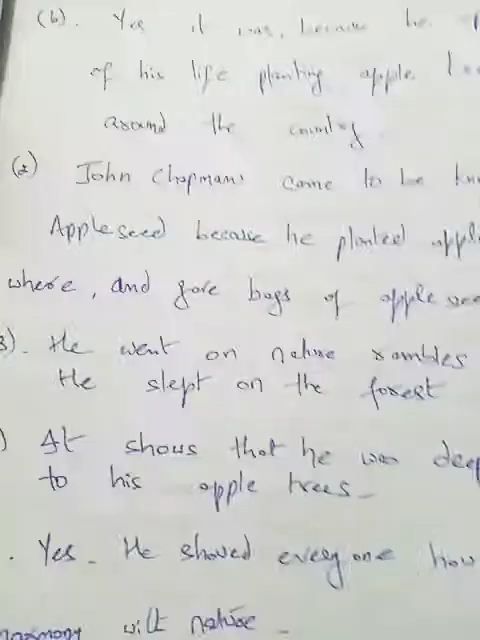 (b). Yes it was, because he
of his life planting apple
around the country
(2) John Chapman came to be
Appleseed because he planted
where, and gave bags of apple
He went on nature rambles
He slept on the forest
It shows that he was
to his apple trees.
Yes. He showed everyone how
with nature